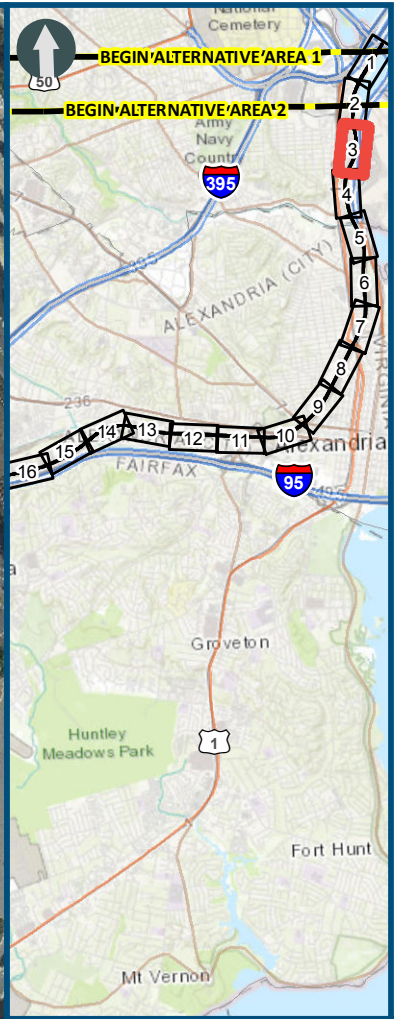 National
Cemetery
50
BEGIN ALTERNATIVE AREA 1
1
BEGIN ALTERNATIVE AREA 2
2
Army
Navy
Country
3
395
4
395
5
ALEXANDRIA (CITY)
6
7
VIRGINIA
8
236
9
14
13
12
11
10
Alexandria
15
FAIRFAX
16
95
495
a
Groveton
1
Huntley
Meadows Park
Fort Hunt
Mt Vernon